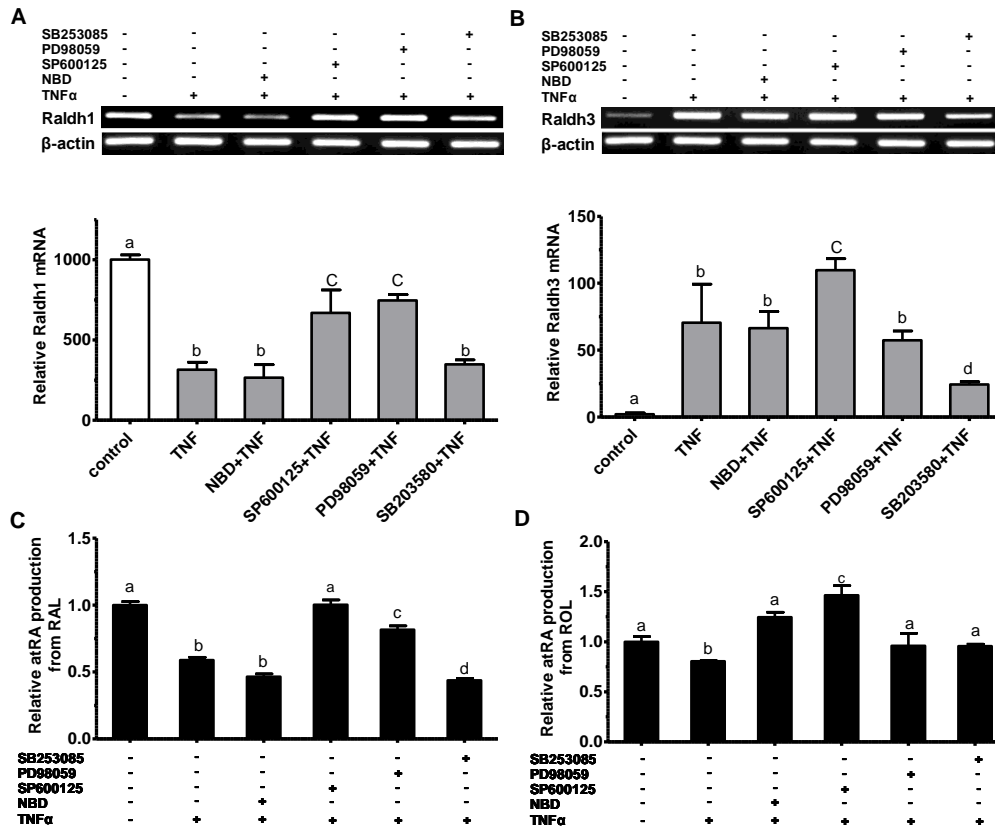 A
SB253085 - - - - - +
PD98059 - - - - + -
SP600125 - - - + - -
NBD - - + - - -
TNFα - + + + + +
Raldh1
β-actin
Relative Raldh1 mRNA
1000
500
0
a
b
b
C
C
b
control
TNF
NBD+TNF
SP600125+TNF
PD98059+TNF
SB203580+TNF
B
SB253085 - - - - - +
PD98059 - - - - + -
SP600125 - - - + - -
NBD - - + - - -
TNFα - + + + + +
Raldh3
β-actin
Relative Raldh3 mRNA
150
100
50
0
a
b
b
C
b
d
control
TNF
NBD+TNF
SP600125+TNF
PD98059+TNF
SB203580+TNF
C
Relative atRA production
from RAL
1.5
1.0
0.5
0.0
a
b
b
a
c
d
SB253085 - - - - - +
PD98059 - - - - + -
SP600125 - - - + - -
NBD - - + - - -
TNFα - + + + + +
D
Relative atRA production
from ROL
2.0
1.5
1.0
0.5
0.0
a
b
a
c
a
a
SB253085 - - - - - +
PD98059 - - - - + -
SP600125 - - - + - -
NBD - - + - - -
TNFα - + + + + +